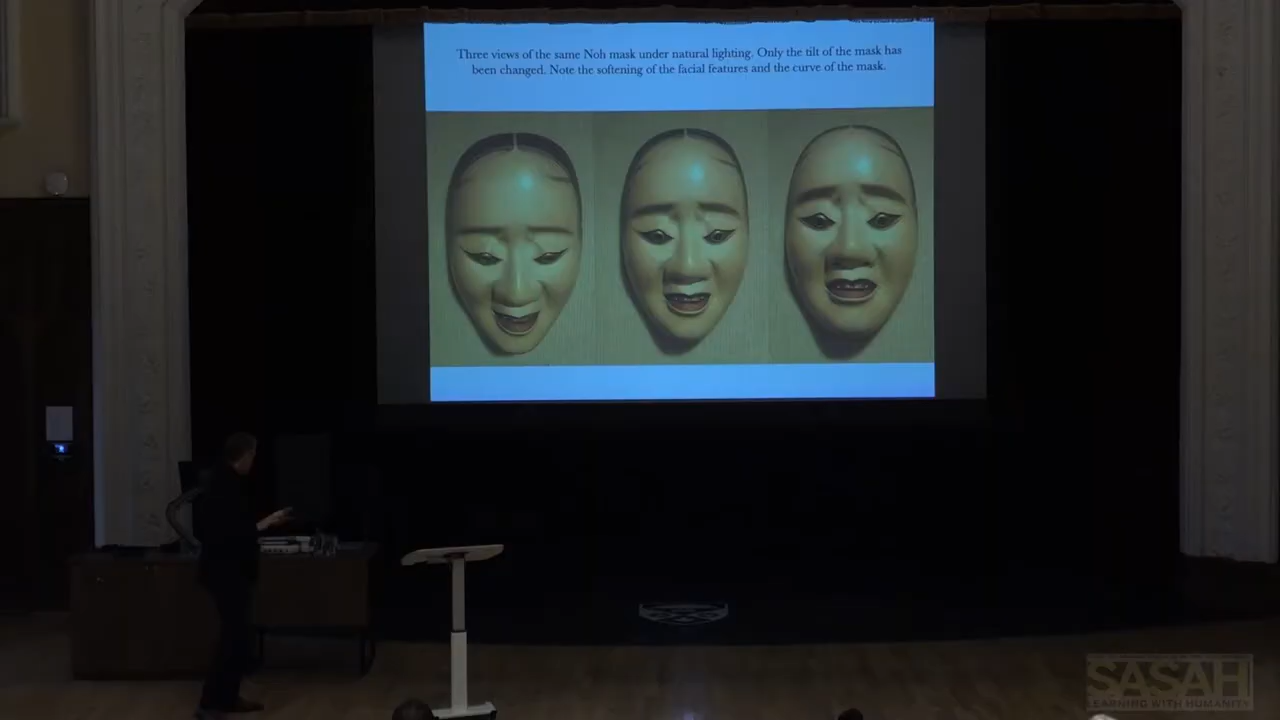 Three views of the same Noh mask under natural lighting. Only the tilt of the mask has
been changed. Note the softening of the facial features and the curve of the mask.
SASAH
LEARNING WITH HUMANITY